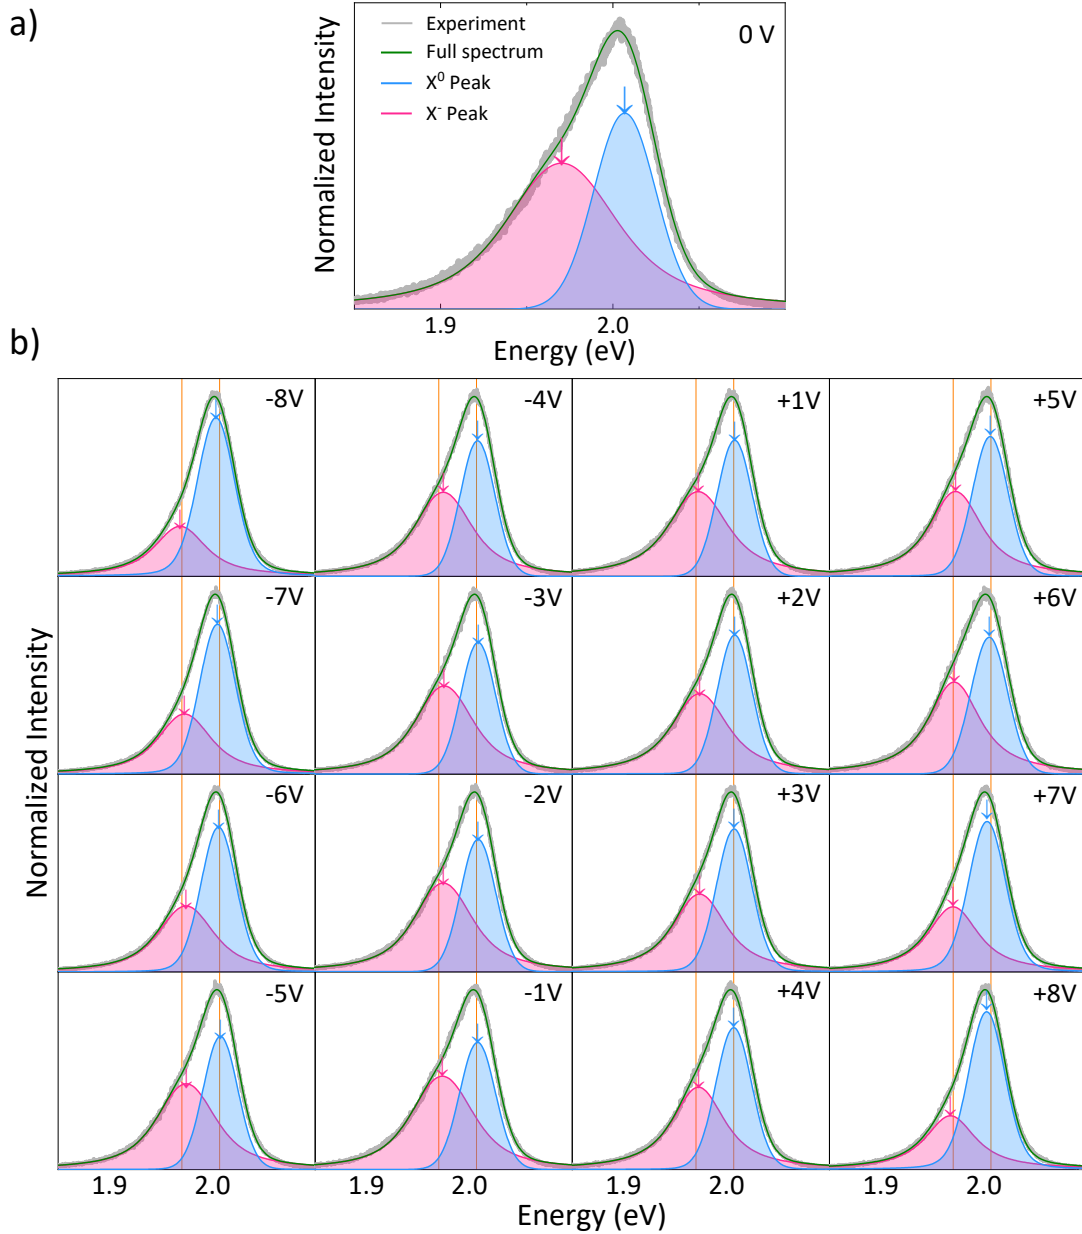 a)
Normalized Intensity
Experiment
Full spectrum
X⁰ Peak
X⁻ Peak
0 V
1.9 2.0
Energy (eV)
b)
Normalized Intensity
-8V -4V +1V +5V
-7V -3V +2V +6V
-6V -2V +3V +7V
-5V -1V +4V +8V
1.9 2.0 1.9 2.0 1.9 2.0 1.9 2.0
Energy (eV)